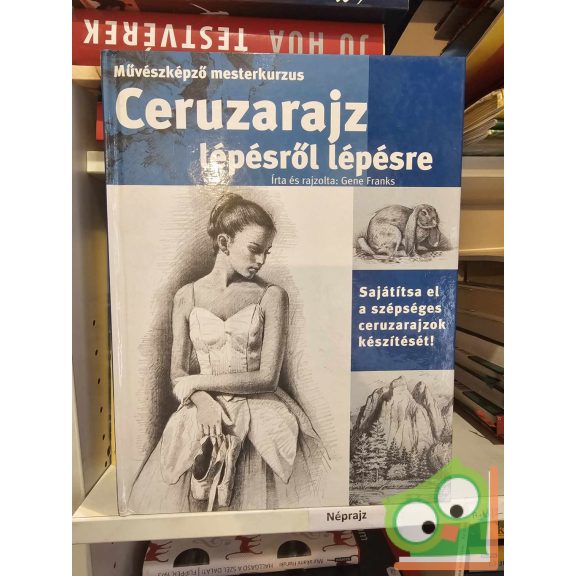 JU HUA TESTVÉREK
Művészképző mesterkurzus
Ceruzarajz
lépésről lépésre
Írta és rajzolta: Gene Franks
Sajátítsa el
a szépséges
ceruzarajzok
készítését!
Néprajz